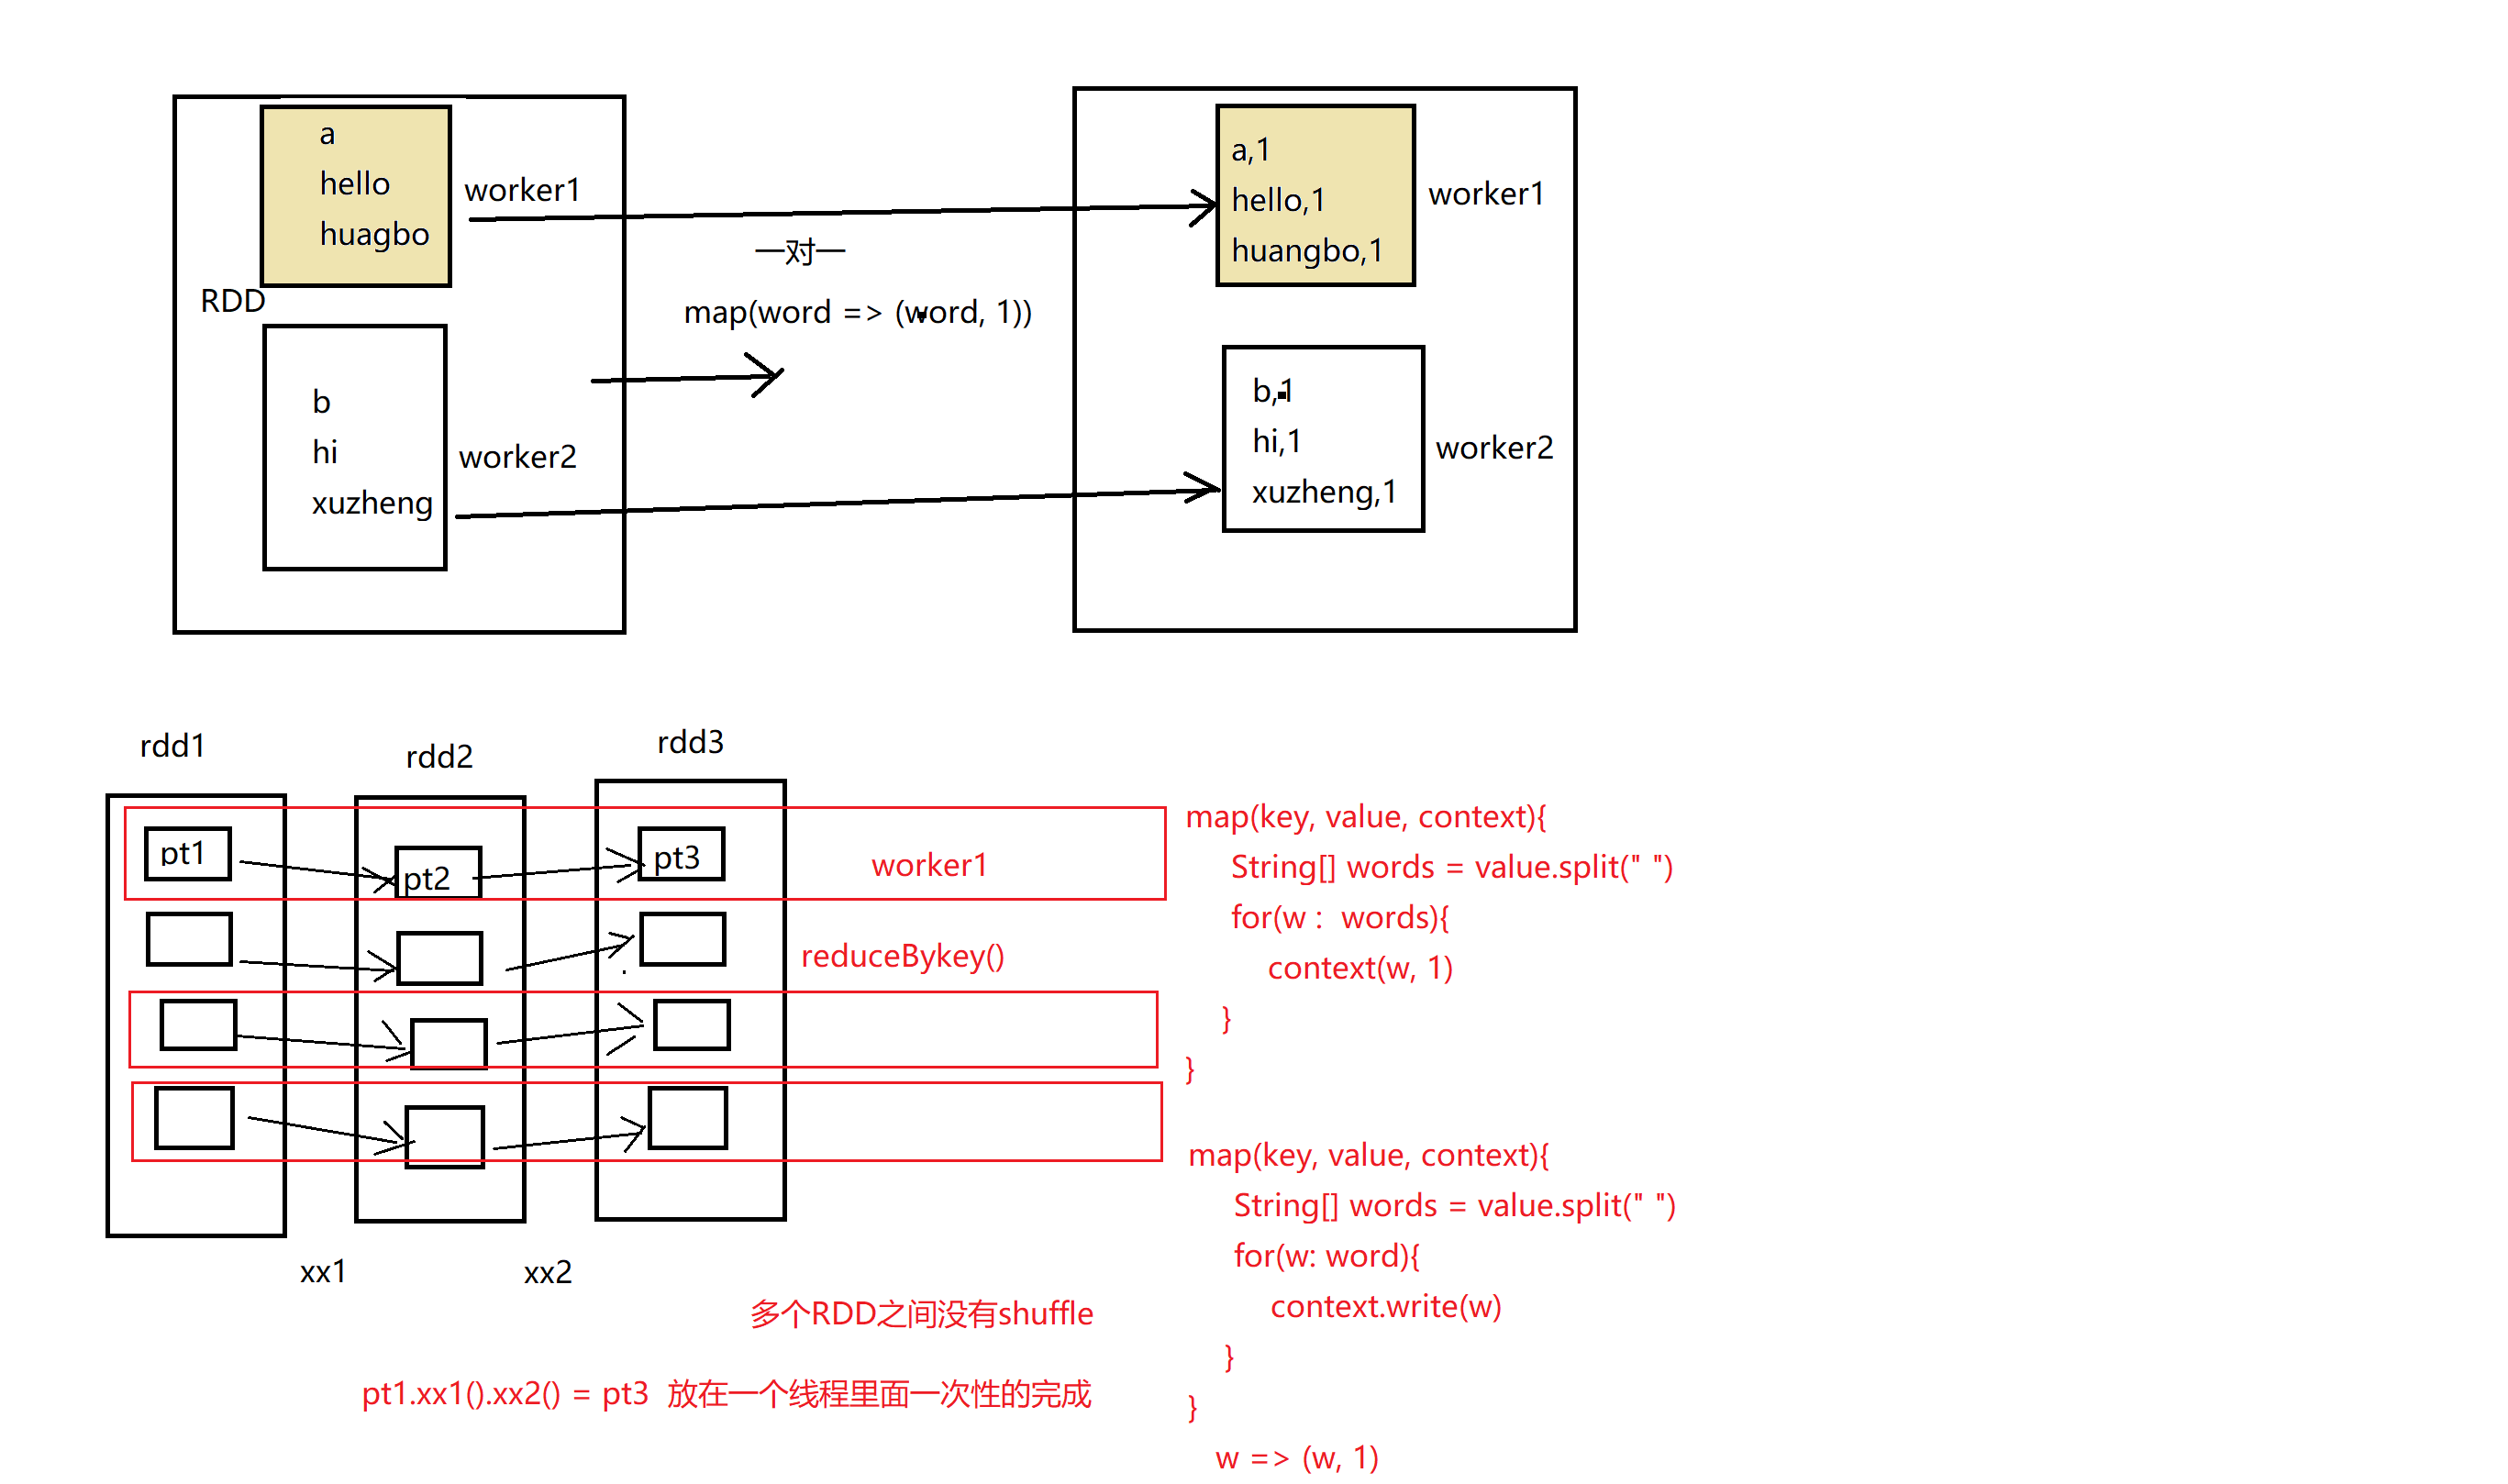 a
hello
huagbo
worker1
RDD
b
hi
xuzheng
worker2
一对一
map(word => (word, 1))
a,1
hello,1
huangbo,1
worker1
b,1
hi,1
xuzheng,1
worker2
rdd1
rdd2
rdd3
pt1
pt2
pt3
worker1
reduceBykey()
xx1
xx2
多个RDD之间没有shuffle
pt1.xx1().xx2() = pt3 放在一个线程里面一次性的完成
map(key, value, context){
String[] words = value.split(" ")
for(w : words){
context(w, 1)
}
}
map(key, value, context){
String[] words = value.split(" ")
for(w: word){
context.write(w)
}
}
w => (w, 1)